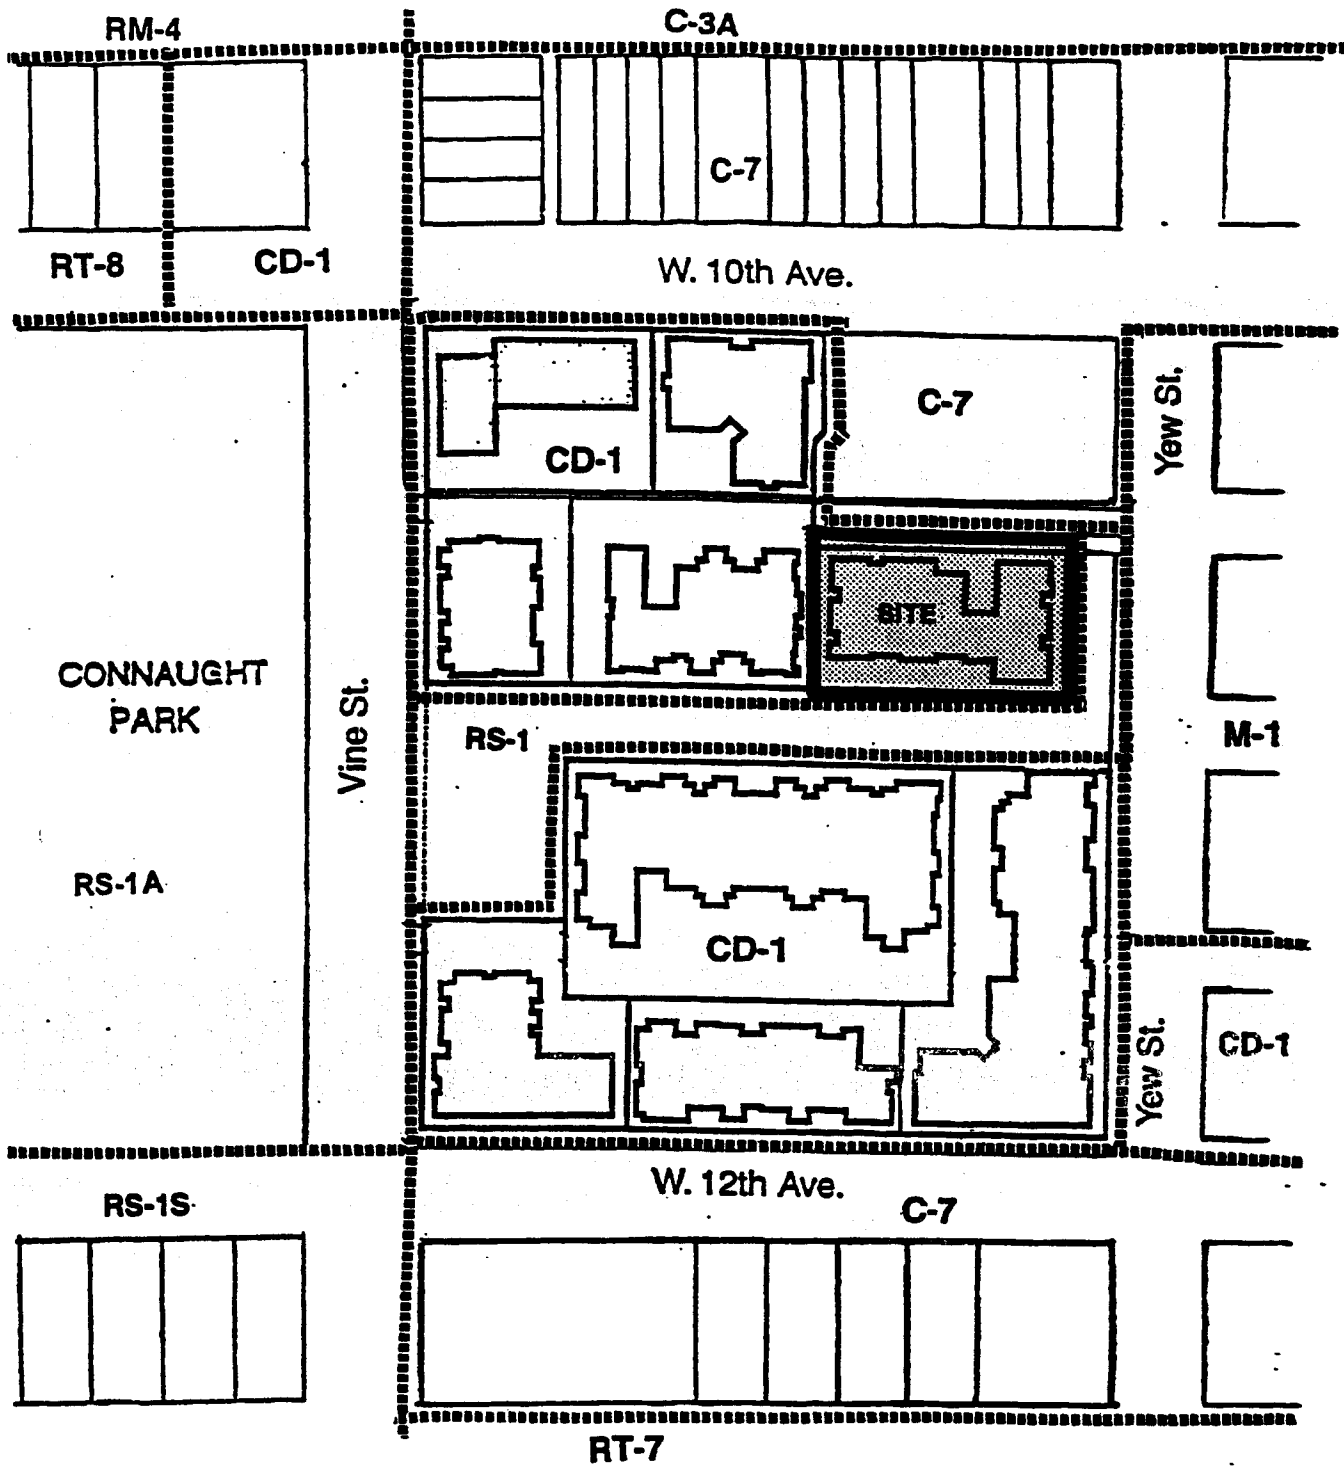 RM-4
C-3A
C-7
RT-8
CD-1
W. 10th Ave.
C-7
Yew St.
CD-1
SITE
CONNAUGHT
PARK
Vine St.
RS-1
M-1
RS-1A
CD-1
Yew St.
CD-1
W. 12th Ave.
RS-1S
C-7
RT-7